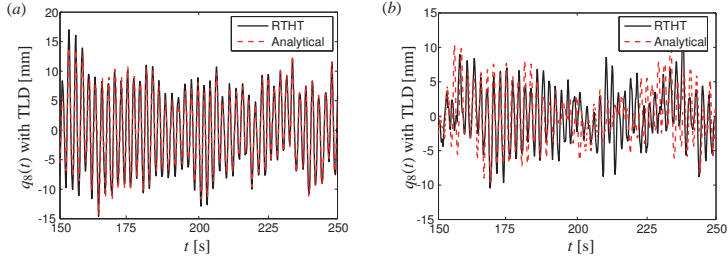 (a)
20
15
10
5
0
-5
-10
-15
q8(t) with TLD [mm]
RTHT
Analytical
150 175 200 225 250
t [s]
(b)
15
10
5
0
-5
-10
-15
q8(t) with TLD [mm]
RTHT
Analytical
150 175 200 225 250
t [s]